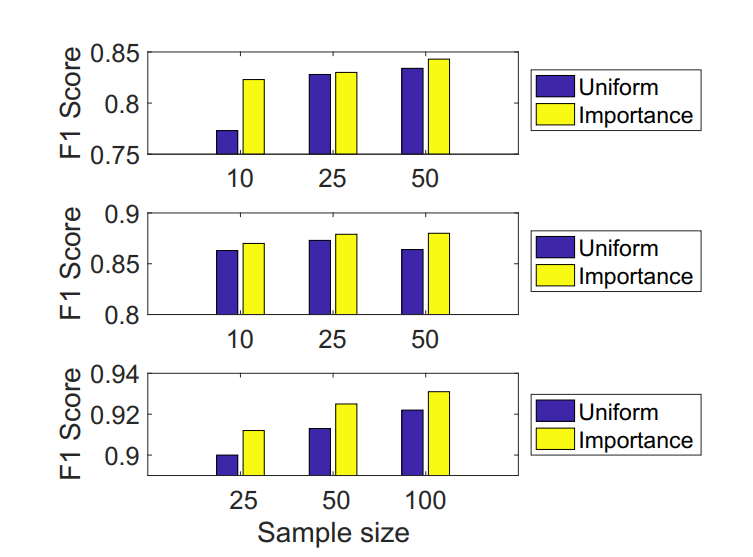 F1 Score
0.85
0.8
0.75
10 25 50
Uniform
Importance
F1 Score
0.9
0.85
0.8
10 25 50
Uniform
Importance
F1 Score
0.94
0.92
0.9
25 50 100
Sample size
Uniform
Importance